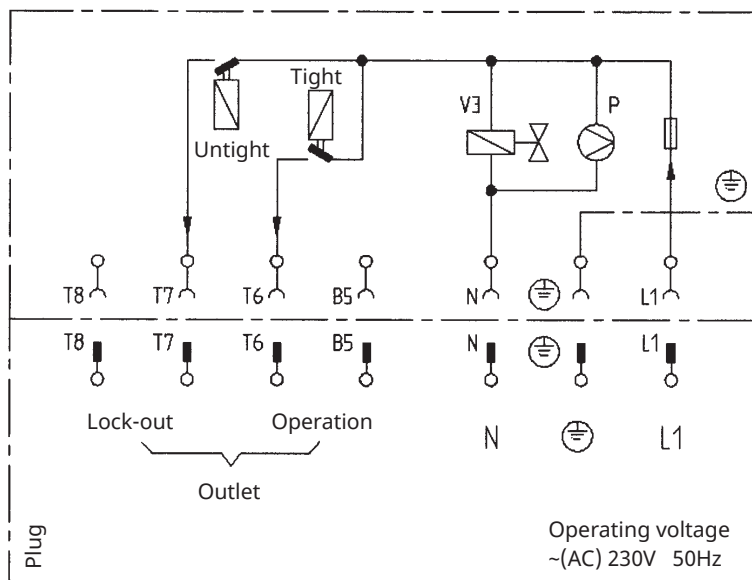 Tight
V3 P
Untight
T8 T7 T6 B5 N L1
T8 T7 T6 B5 N L1
Lock-out Operation N L1
Outlet
Plug
Operating voltage
~(AC) 230V 50Hz